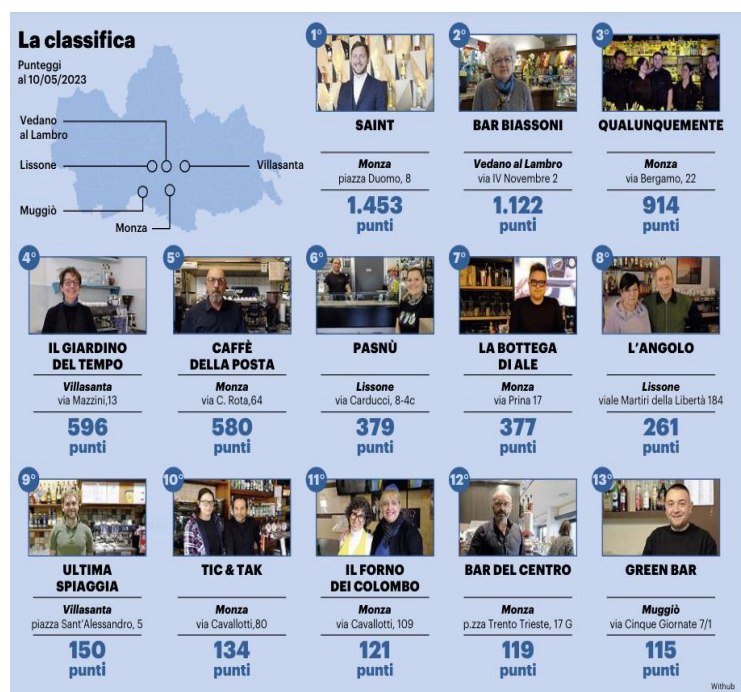 La classifica
Punteggi
al 10/05/2023
Vedano
al Lambro
Lissone
Villasanta
Muggiò
Monza
1°
SAINT
Monza
piazza Duomo, 8
1.453
punti
2°
BAR BIASSONI
Vedano al Lambro
via IV Novembre 2
1.122
punti
3°
QUALUNQUEMENTE
Monza
via Bergamo, 22
914
punti
4°
IL GIARDINO
DEL TEMPO
Villasanta
via Mazzini,13
596
punti
5°
CAFFÈ
DELLA POSTA
Monza
via C. Rota,64
580
punti
6°
PASNÙ
Lissone
via Carducci, 8-4c
379
punti
7°
LA BOTTEGA
DI ALE
Monza
via Prina 17
377
punti
8°
L'ANGOLO
Lissone
viale Martiri della Libertà 184
261
punti
9°
ULTIMA
SPIAGGIA
Villasanta
piazza Sant'Alessandro, 5
150
punti
10°
TIC & TAK
Monza
via Cavallotti,80
134
punti
11°
IL FORNO
DEI COLOMBO
Monza
via Cavallotti, 109
121
punti
12°
BAR DEL CENTRO
Monza
p.zza Trento Trieste, 17 G
119
punti
13°
GREEN BAR
Muggiò
via Cinque Giornate 7/1
115
punti
Withub